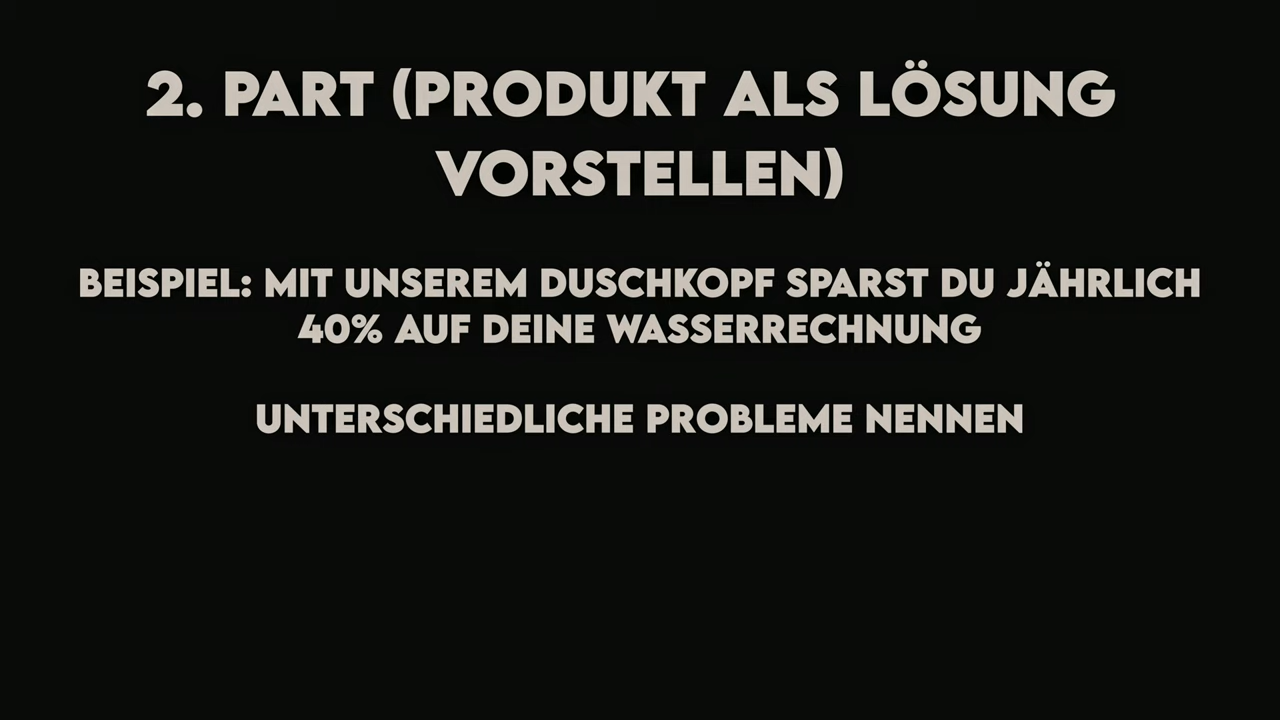 2. PART (PRODUKT ALS LÖSUNG
VORSTELLEN)
BEISPIEL: MIT UNSEREM DUSCHKOPF SPARST DU JÄHRLICH
40% AUF DEINE WASSERRECHNUNG
UNTERSCHIEDLICHE PROBLEME NENNEN